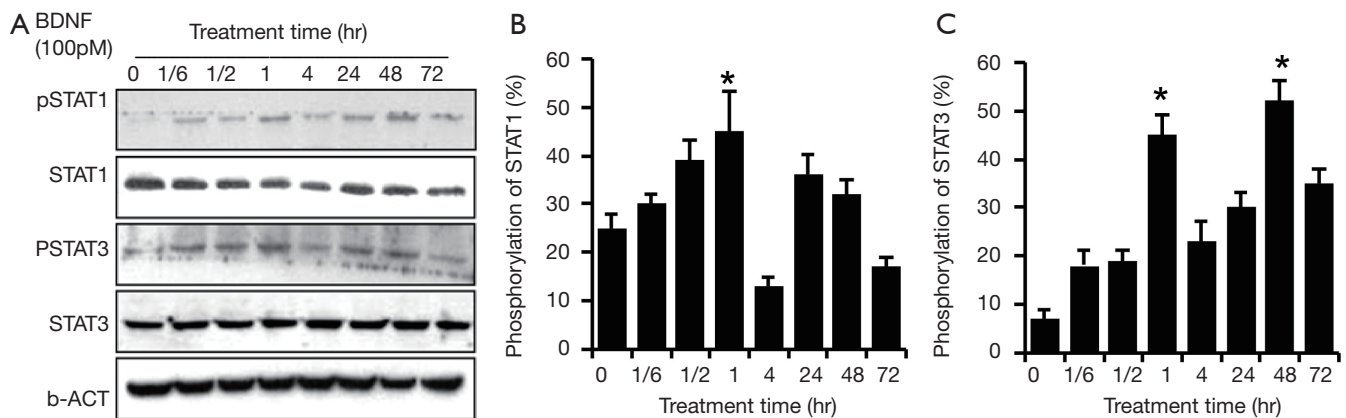 A BDNF
(100pM)
Treatment time (hr)
0 1/6 1/2 1 4 24 48 72
pSTAT1
STAT1
PSTAT3
STAT3
b-ACT
B
Phosphorylation of STAT1 (%)
60
50
40
30
20
10
0
*
0 1/6 1/2 1 4 24 48 72
Treatment time (hr)
C
Phosphorylation of STAT3 (%)
60
50
40
30
20
10
0
* *
0 1/6 1/2 1 4 24 48 72
Treatment time (hr)